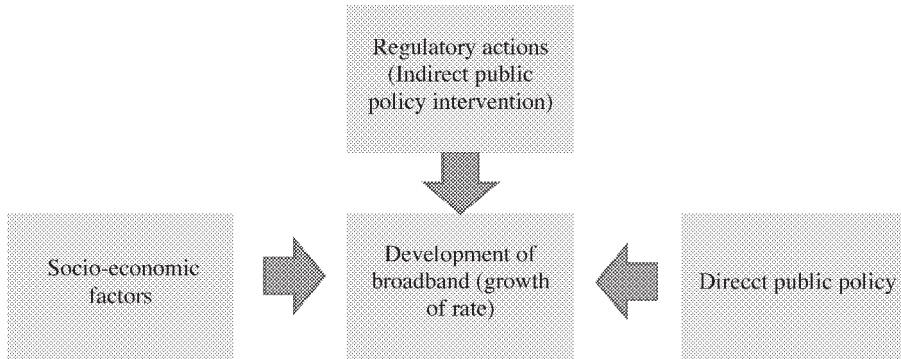 Regulatory actions
(Indirect public
policy intervention)
Socio-economic
factors
Development of
broadband (growth
of rate)
Direcct public policy